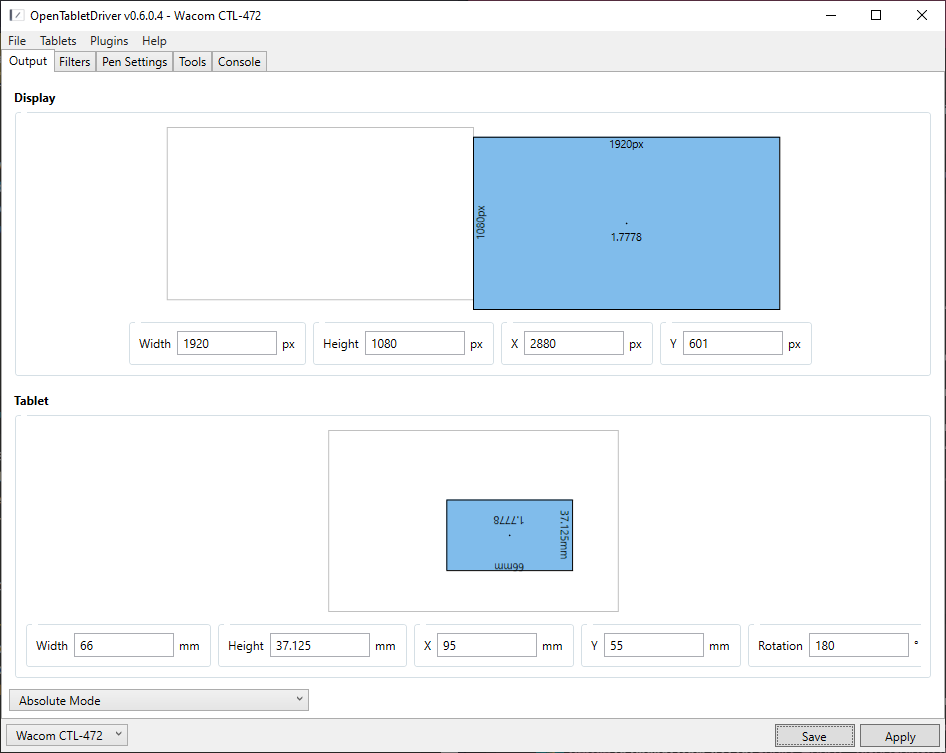 OpenTabletDriver v0.6.0.4 - Wacom CTL-472
File Tablets Plugins Help
Output Filters Pen Settings Tools Console
Display
1920px
1080px
1.7778
Width 1920 px Height 1080 px X 2880 px Y 601 px
Tablet
1.7778
37.125mm
66mm
Width 66 mm Height 37.125 mm X 95 mm Y 55 mm Rotation 180 °
Absolute Mode
Wacom CTL-472 Save Apply